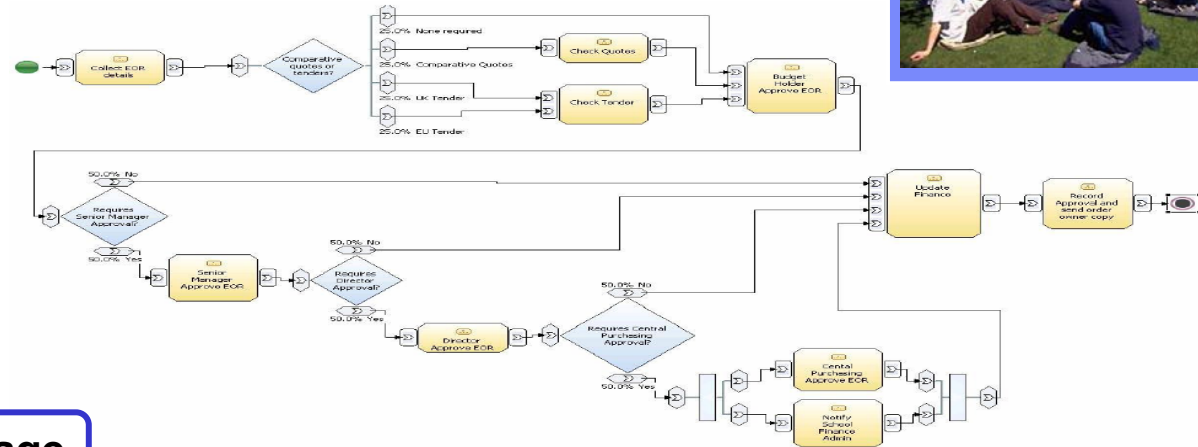 25.0% None required
Collect EOR
details
Comparative
quotes or
tenders?
25.0% Comparative Quotes
Check Quotes
25.0% UK Tender
Check Tender
25.0% EU Tender
Budget
Holder
Approve EOR
50.0% No
Requires
Senior Manager
Approval?
50.0% Yes
Senior
Manager
Approve EOR
50.0% No
Requires
Director
Approval?
50.0% Yes
Director
Approve EOR
50.0% No
Requires Central
Purchasing
Approval?
50.0% Yes
Cental
Purchasing
Approve EOR
Notify
School
Finance
Admin
Update
Finance
Record
Approval and
send order
owner copy